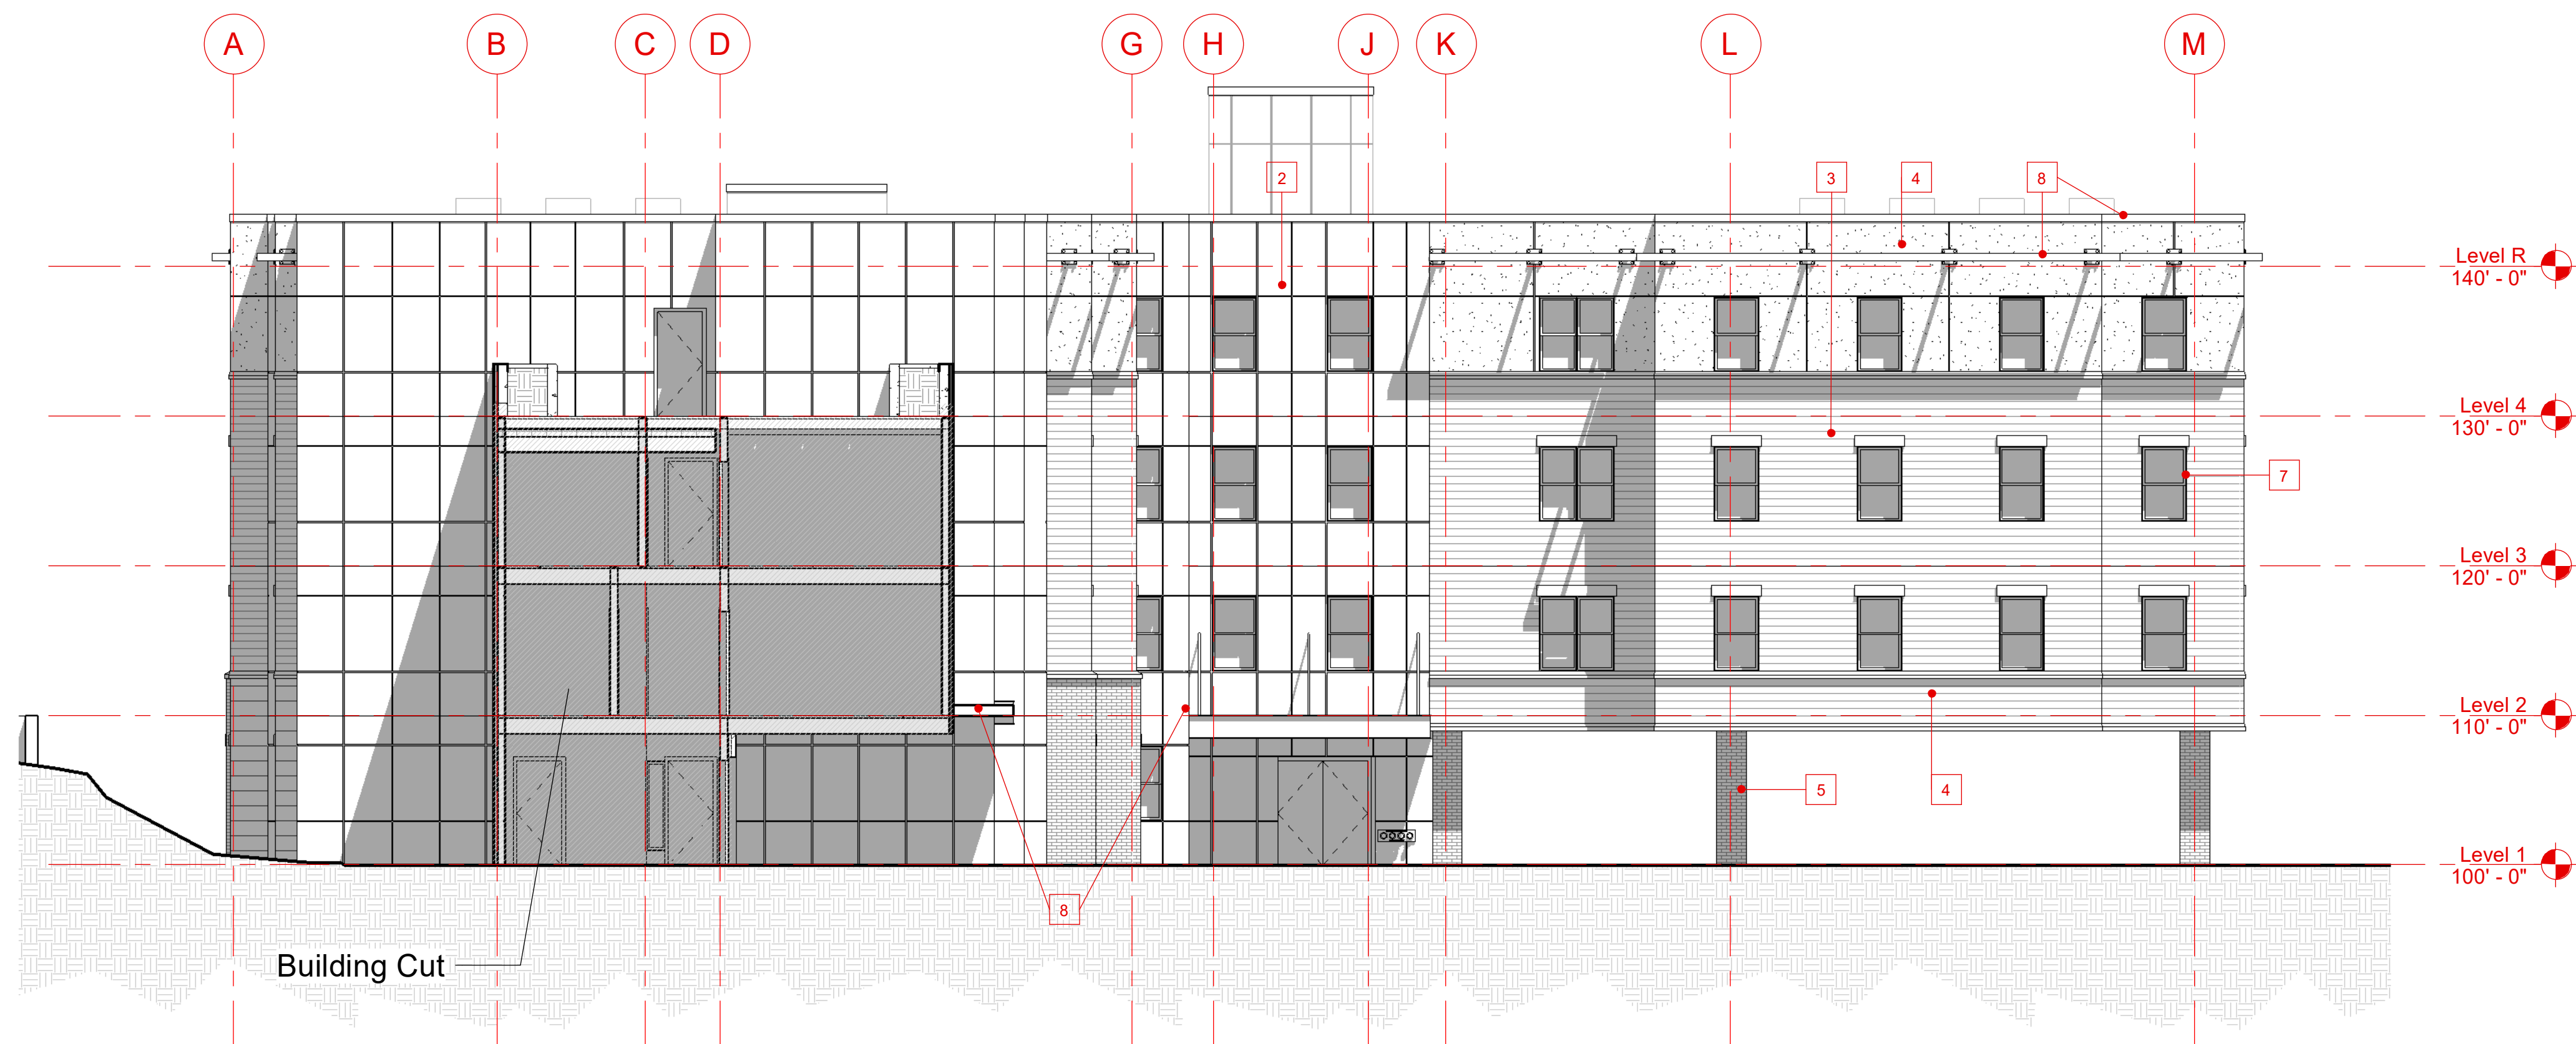 A
B
C
D
G
H
J
K
L
M
2
3
4
8
Level R
140' - 0"
Level 4
130' - 0"
7
Level 3
120' - 0"
Level 2
110' - 0"
5
4
Level 1
100' - 0"
8
Building Cut